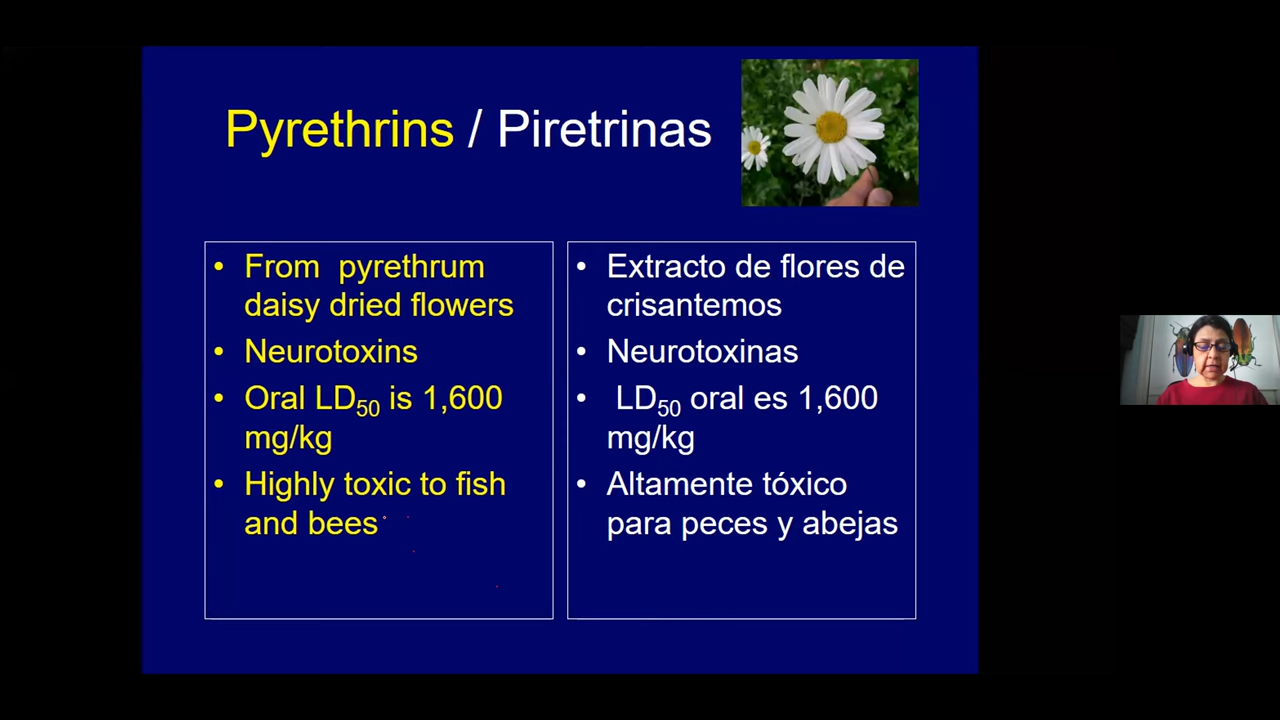 Pyrethrins / Piretrinas
• From pyrethrum
daisy dried flowers
• Neurotoxins
• Oral LD50 is 1,600
mg/kg
• Highly toxic to fish
and bees
• Extracto de flores de
crisantemos
• Neurotoxinas
• LD50 oral es 1,600
mg/kg
• Altamente tóxico
para peces y abejas